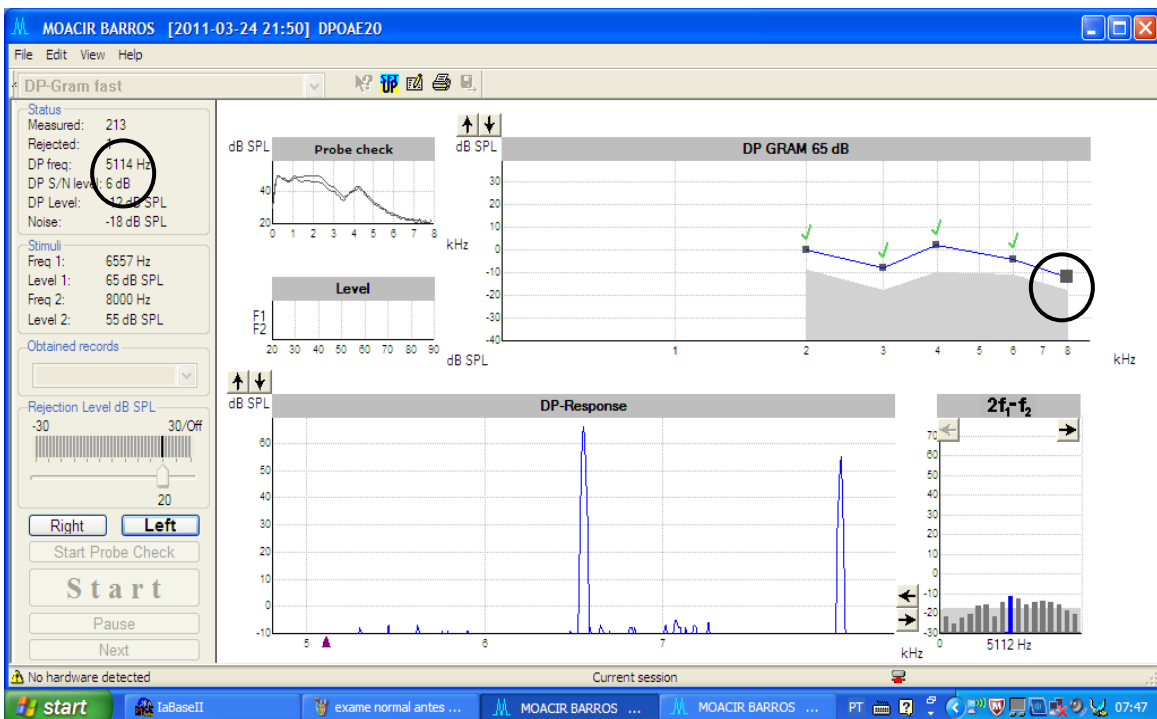 MOACIR BARROS [2011-03-24 21:50] DPOAE20
File Edit View Help
DP-Gram fast
Status
Measured: 213
Rejected: 1
DP freq: 5114 Hz
DP S/N level: 6 dB
DP Level: -12 dB SPL
Noise: -18 dB SPL
Stimuli
Freq 1: 6557 Hz
Level 1: 65 dB SPL
Freq 2: 8000 Hz
Level 2: 55 dB SPL
Obtained records
Rejection Level dB SPL
-30 30/Off
20
Right Left
Start Probe Check
Start
Pause
Next
dB SPL Probe check
40
20
0 1 2 3 4 5 6 7 8
kHz
Level
F1
F2
20 30 40 50 60 70 80 90
dB SPL
dB SPL DP GRAM 65 dB
30
20
10
0
-10
-20
-30
-40
1 2 3 4 5 6 7 8
kHz
dB SPL DP-Response
60
50
40
30
20
10
0
-10
5 6 7
kHz
2f1-f2
70
60
50
40
30
20
10
0
-10
-20
-30
0 5112 Hz
No hardware detected Current session
start IaBaseII exame normal antes ... MOACIR BARROS ... MOACIR BARROS ... PT 07:47